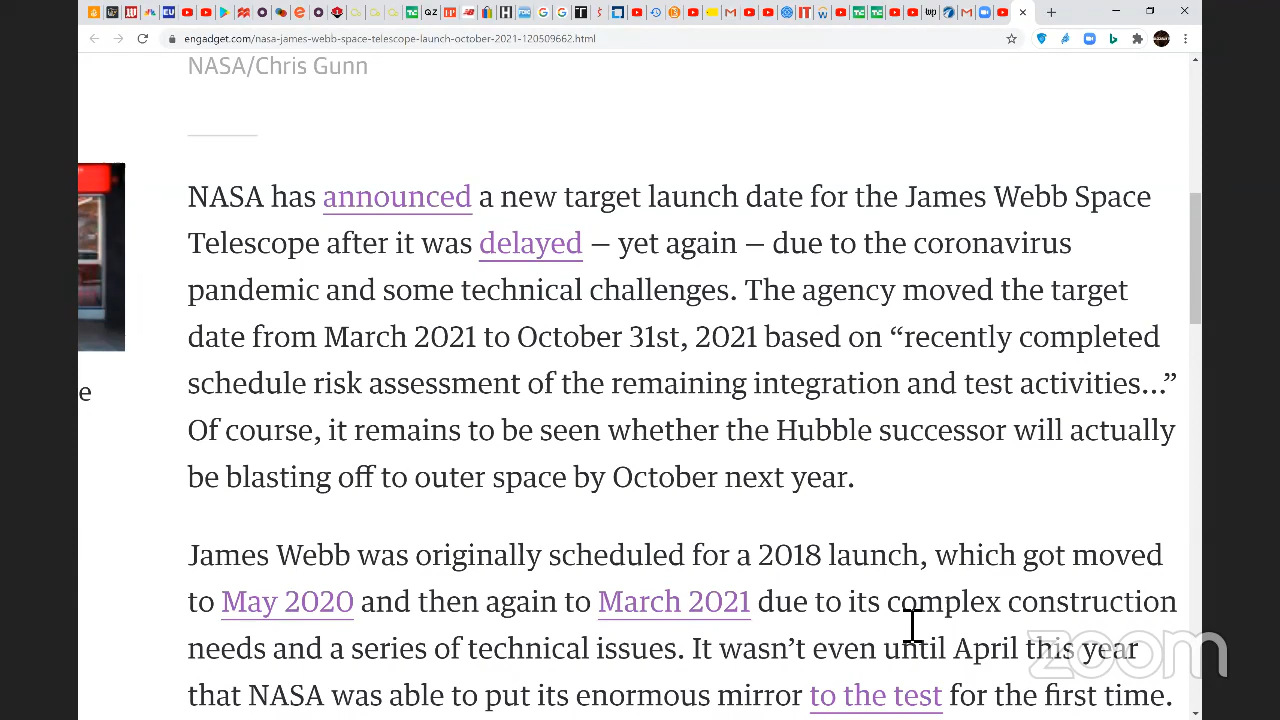 engadget.com/nasa-james-webb-space-telescope-launch-october-2021-120509662.html
NASA/Chris Gunn
NASA has announced a new target launch date for the James Webb Space
Telescope after it was delayed — yet again — due to the coronavirus
pandemic and some technical challenges. The agency moved the target
date from March 2021 to October 31st, 2021 based on “recently completed
schedule risk assessment of the remaining integration and test activities...”
e
Of course, it remains to be seen whether the Hubble successor will actually
be blasting off to outer space by October next year.
James Webb was originally scheduled for a 2018 launch, which got moved
to May 2020 and then again to March 2021 due to its complex construction
needs and a series of technical issues. It wasn’t even until April this year
that NASA was able to put its enormous mirror to the test for the first time.
zoom